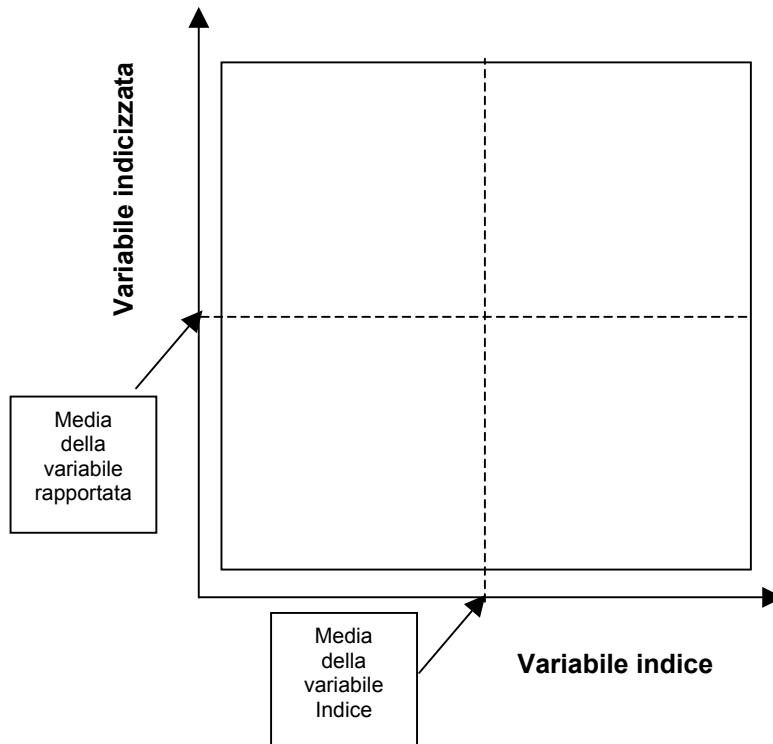 Variabile indicizzata
Media
della
variabile
rapportata
Media
della
variabile
Indice
Variabile indice